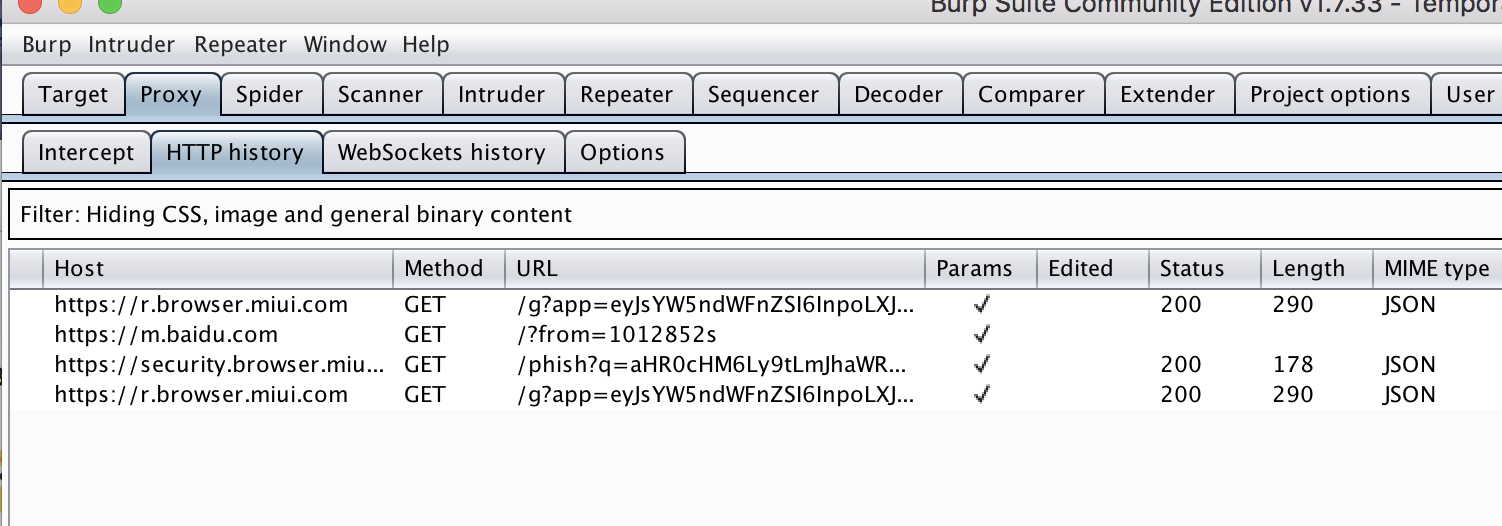 Burp Suite Community Edition v1.7.33 - Tempor
Burp Intruder Repeater Window Help
Target Proxy Spider Scanner Intruder Repeater Sequencer Decoder Comparer Extender Project options User
Intercept HTTP history WebSockets history Options
Filter: Hiding CSS, image and general binary content
Host Method URL Params Edited Status Length MIME type
https://r.browser.miui.com GET /g?app=eyJsYW5ndWFnZSI6InpoLXJ... ✓ 200 290 JSON
https://m.baidu.com GET /?from=1012852s ✓
https://security.browser.miu... GET /phish?q=aHR0cHM6Ly9tLmJhaWR... ✓ 200 178 JSON
https://r.browser.miui.com GET /g?app=eyJsYW5ndWFnZSI6InpoLXJ... ✓ 200 290 JSON